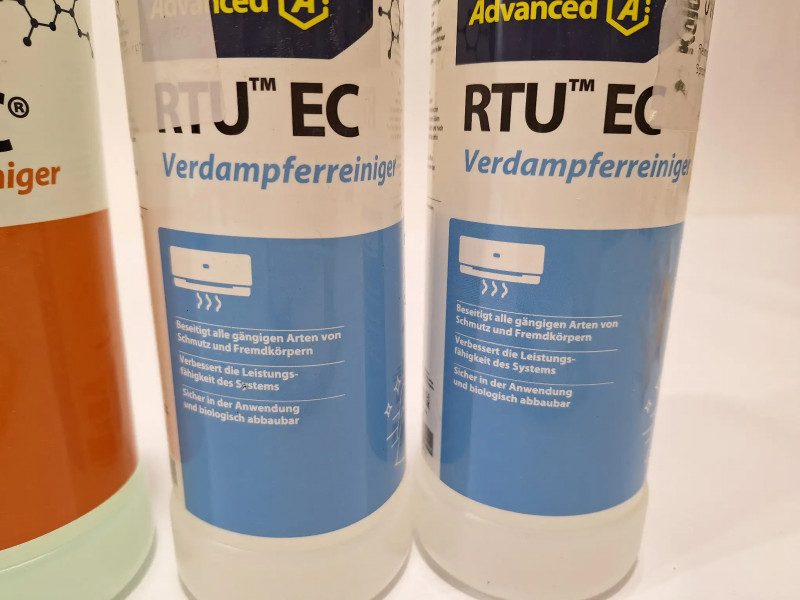 C®
niger
Advanced A
RTU™ EC
Verdampferreiniger
Beseitigt alle gängigen Arten von
Schmutz und Fremdkörpern
Verbessert die Leistungs-
fähigkeit des Systems
Sicher in der Anwendung
und biologisch abbaubar
Advanced A
RTU™ EC
Verdampferreiniger
Beseitigt alle gängigen Arten von
Schmutz und Fremdkörpern
Verbessert die Leistungs-
fähigkeit des Systems
Sicher in der Anwendung
und biologisch abbaubar